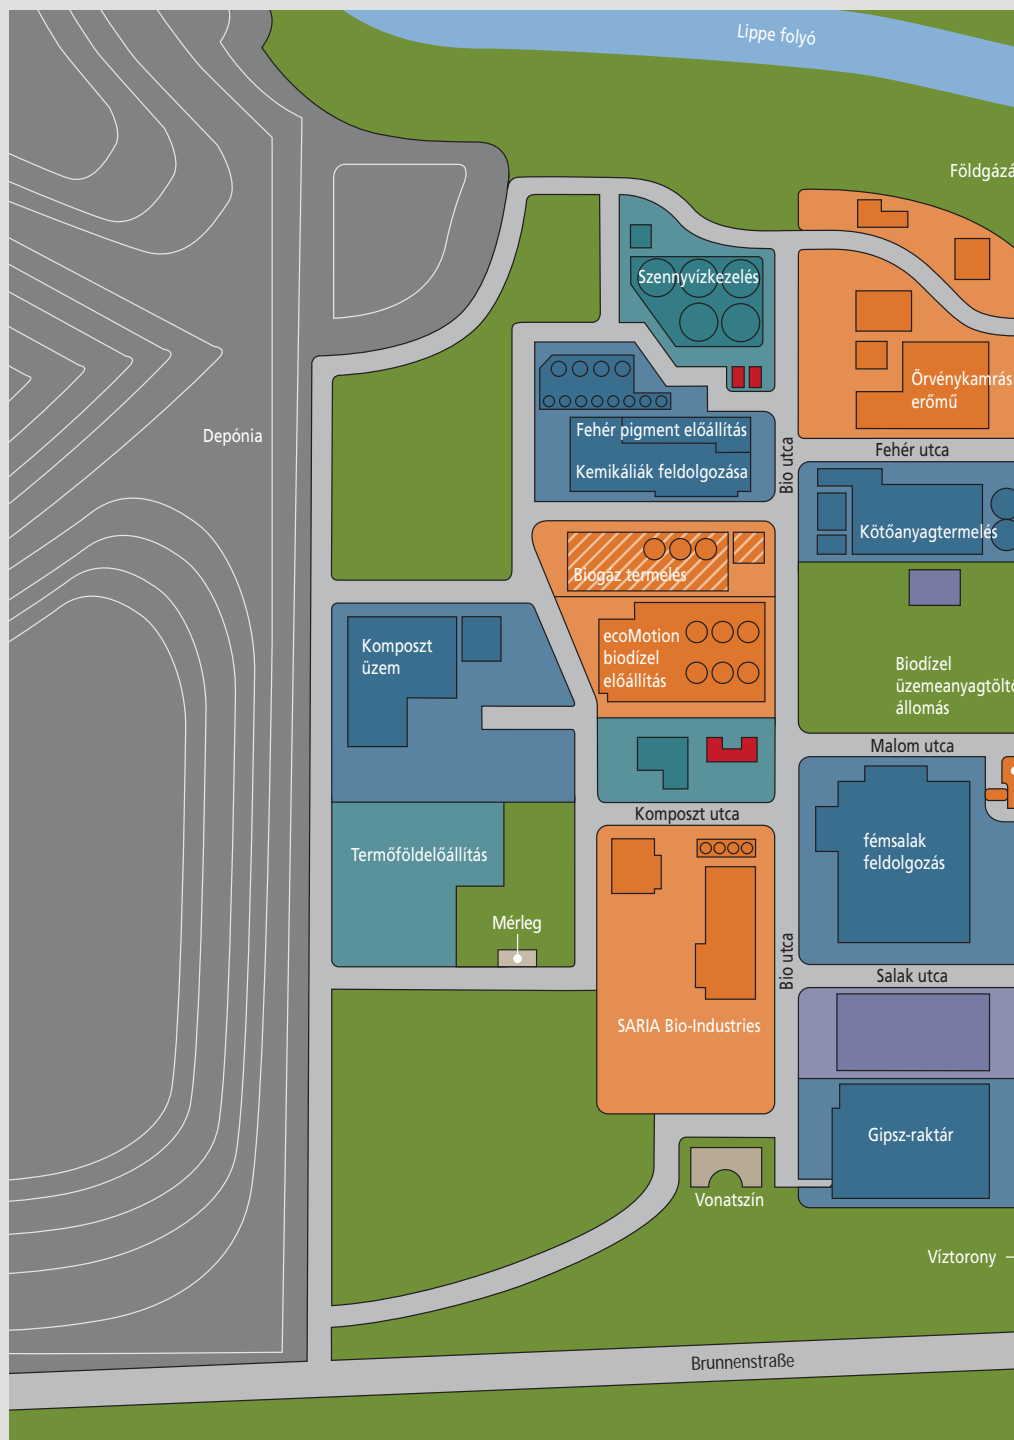 Lippe folyó
Földgázá
Szennyvízkezelés
Örvénykamrás
erőmű
Depónia
Fehér pigment előállítás
Kemikáliák feldolgozása
Bio utca
Fehér utca
Kötőanyagtermelés
Biogáz termelés
ecoMotion
biodízel
előállítás
Komposzt
üzem
Biodízel
üzemeanyagtöltő
állomás
Malom utca
Komposzt utca
fémsalak
feldolgozás
Termőföldelőállítás
Mérleg
Bio utca
Salak utca
SARIA Bio-Industries
Gipsz-raktár
Vonatszín
Víztorony
Brunnenstraße